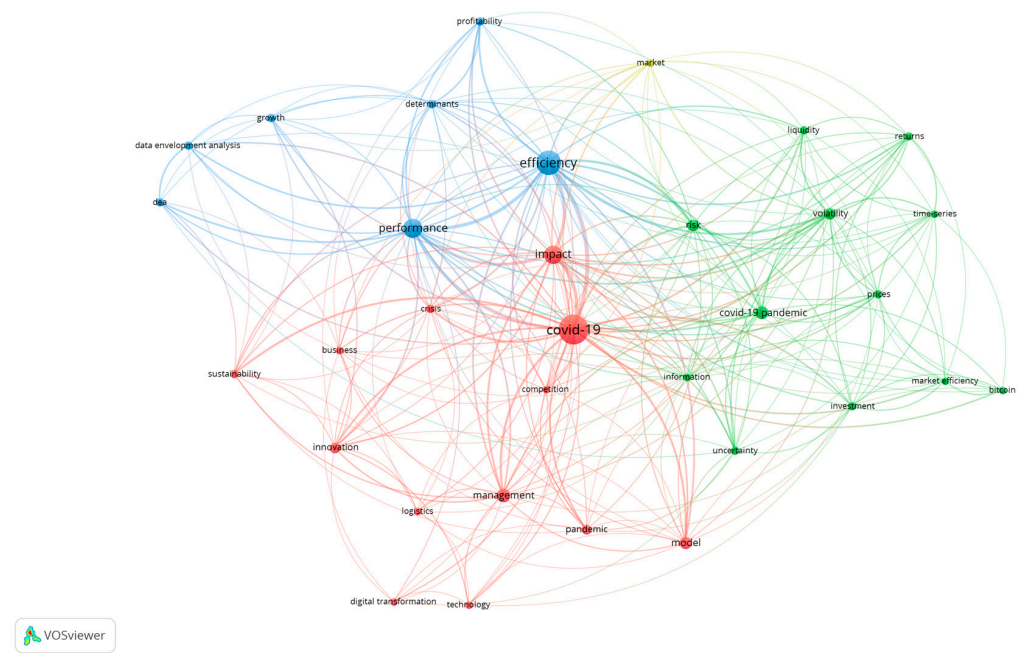 profitability
market
determinants
growth
liquidity
returns
data envelopment analysis
efficiency
dea
volatility
time-series
risk
performance
impact
prices
crisis
covid-19 pandemic
covid-19
business
sustainability
information
market efficiency
competition
bitcoin
investment
innovation
uncertainty
management
logistics
pandemic
model
digital transformation
technology
VOSviewer